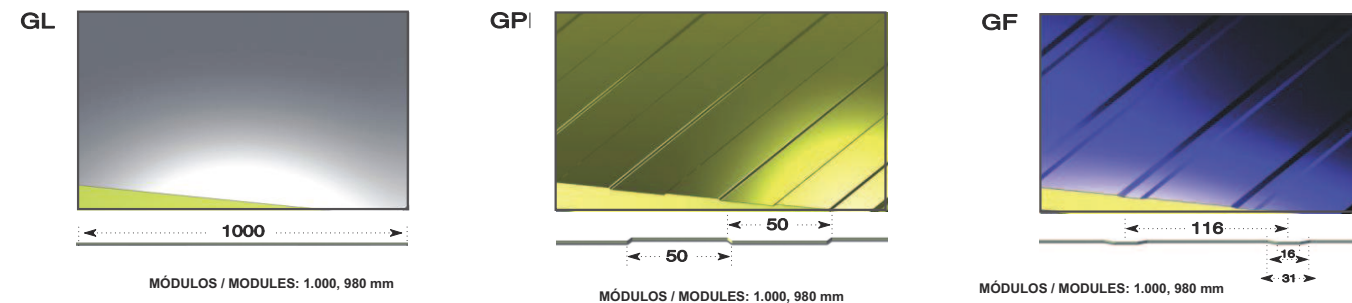 GL
1000
MÓDULOS / MODULES: 1.000, 980 mm
GPI
50
50
MÓDULOS / MODULES: 1.000, 980 mm
GF
116
16
31
MÓDULOS / MODULES: 1.000, 980 mm